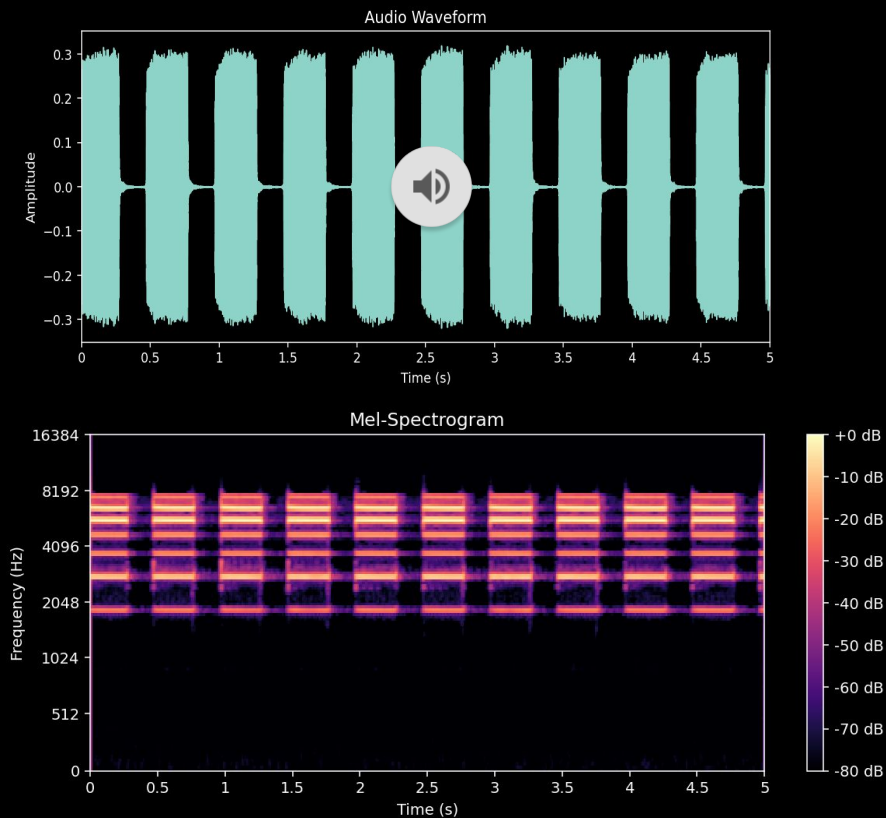 Audio Waveform
0.3
0.2
0.1
0.0
−0.1
−0.2
−0.3
Amplitude
0 0.5 1 1.5 2 2.5 3 3.5 4 4.5 5
Time (s)
Mel-Spectrogram
16384
8192
4096
2048
1024
512
0
Frequency (Hz)
0 0.5 1 1.5 2 2.5 3 3.5 4 4.5 5
Time (s)
+0 dB
-10 dB
-20 dB
-30 dB
-40 dB
-50 dB
-60 dB
-70 dB
-80 dB